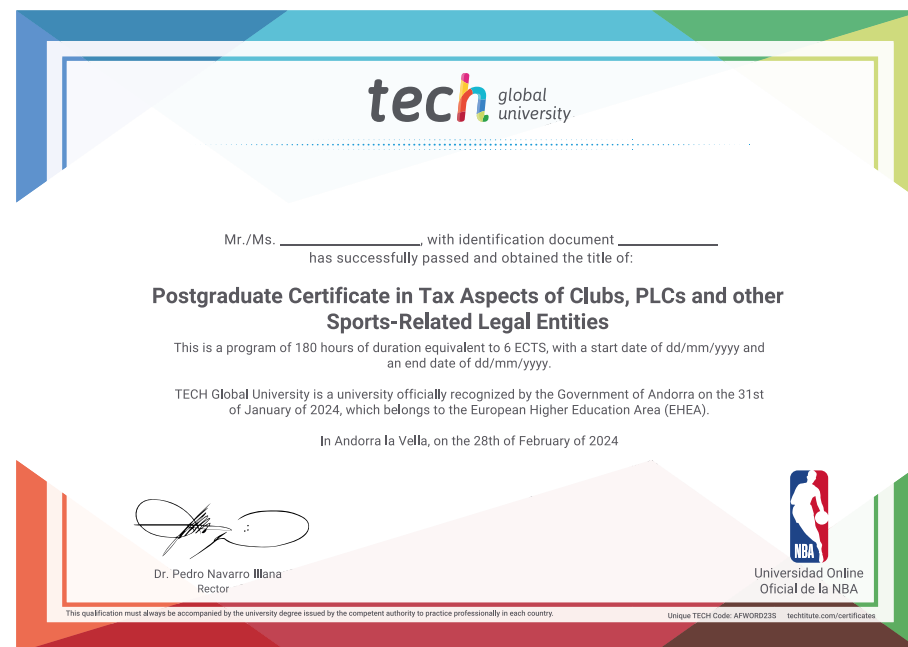 tech global
university
Mr./Ms. ____________________, with identification document ______________
has successfully passed and obtained the title of:
Postgraduate Certificate in Tax Aspects of Clubs, PLCs and other
Sports-Related Legal Entities
This is a program of 180 hours of duration equivalent to 6 ECTS, with a start date of dd/mm/yyyy and
an end date of dd/mm/yyyy.
TECH Global University is a university officially recognized by the Government of Andorra on the 31st
of January of 2024, which belongs to the European Higher Education Area (EHEA).
In Andorra la Vella, on the 28th of February of 2024
Dr. Pedro Navarro Illana
Rector
NBA
Universidad Online
Oficial de la NBA
This qualification must always be accompanied by the university degree issued by the competent authority to practice professionally in each country.
Unique TECH Code: AFWORD23S techtitute.com/certificates